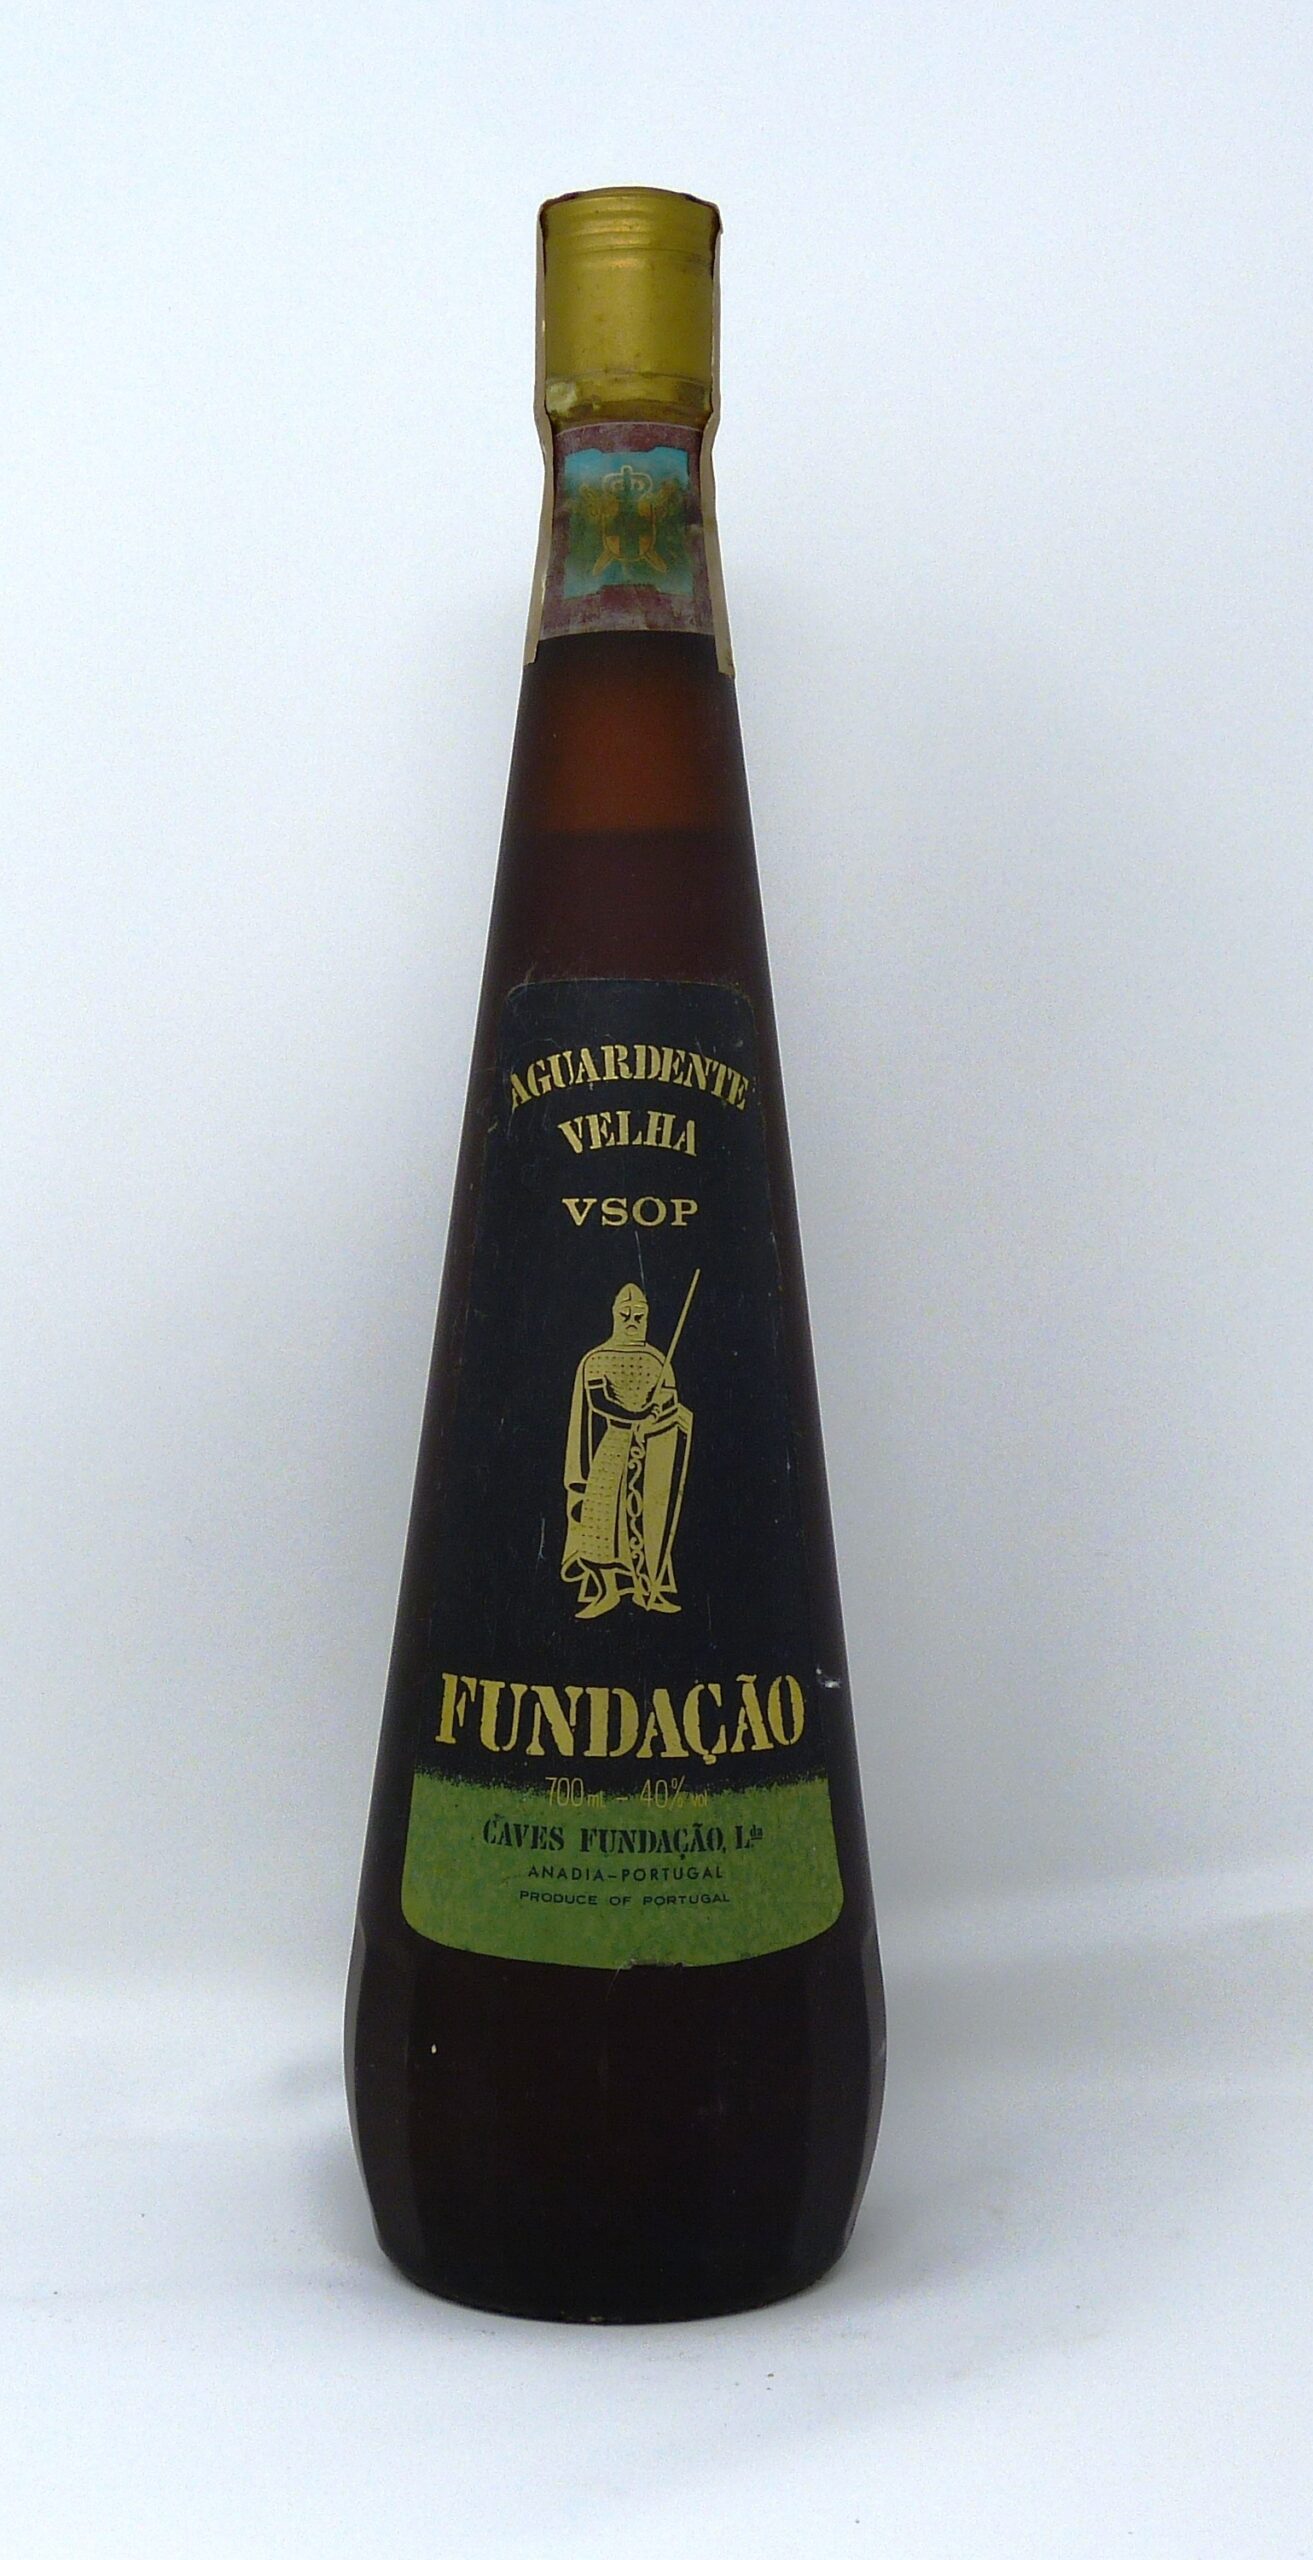 AGUARDENTE
VELHA
VSOP
FUNDAÇÃO
700 mL - 40% vol
CAVES FUNDAÇÃO, Lda
ANADIA-PORTUGAL
PRODUCE OF PORTUGAL